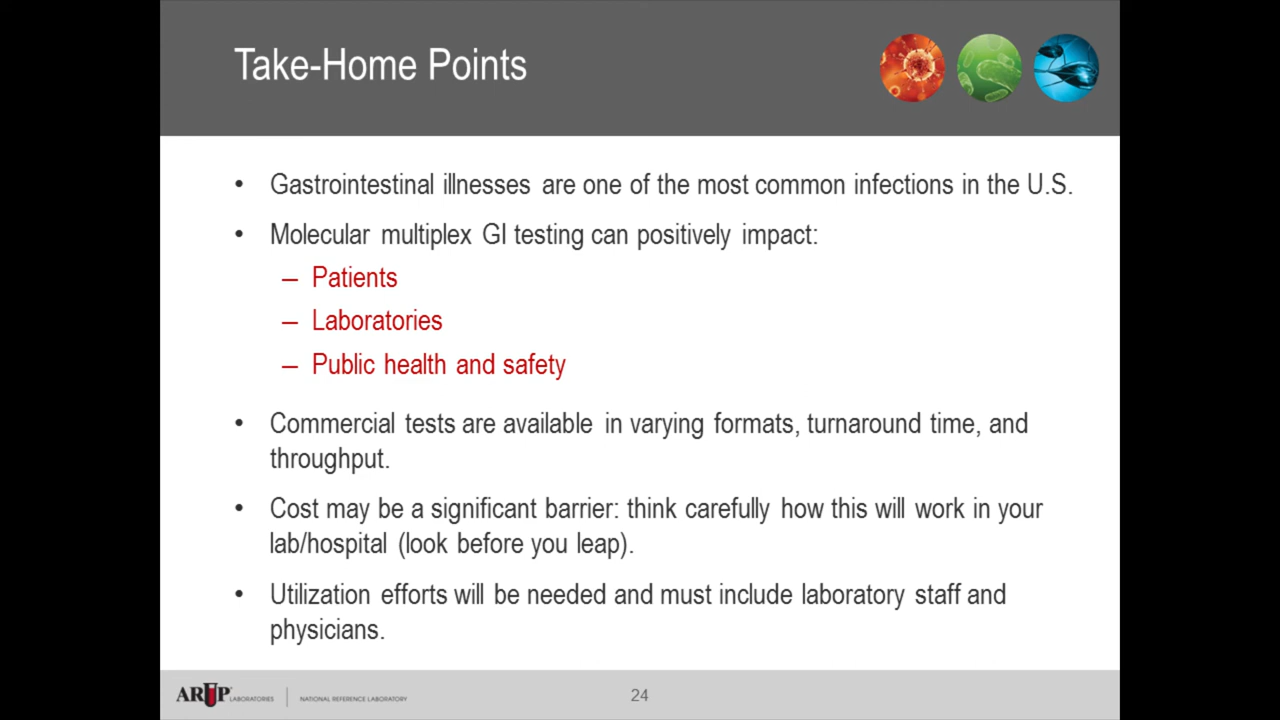 Take-Home Points
• Gastrointestinal illnesses are one of the most common infections in the U.S.
• Molecular multiplex GI testing can positively impact:
– Patients
– Laboratories
– Public health and safety
• Commercial tests are available in varying formats, turnaround time, and
throughput.
• Cost may be a significant barrier: think carefully how this will work in your
lab/hospital (look before you leap).
• Utilization efforts will be needed and must include laboratory staff and
physicians.
ARUP LABORATORIES | NATIONAL REFERENCE LABORATORY
24